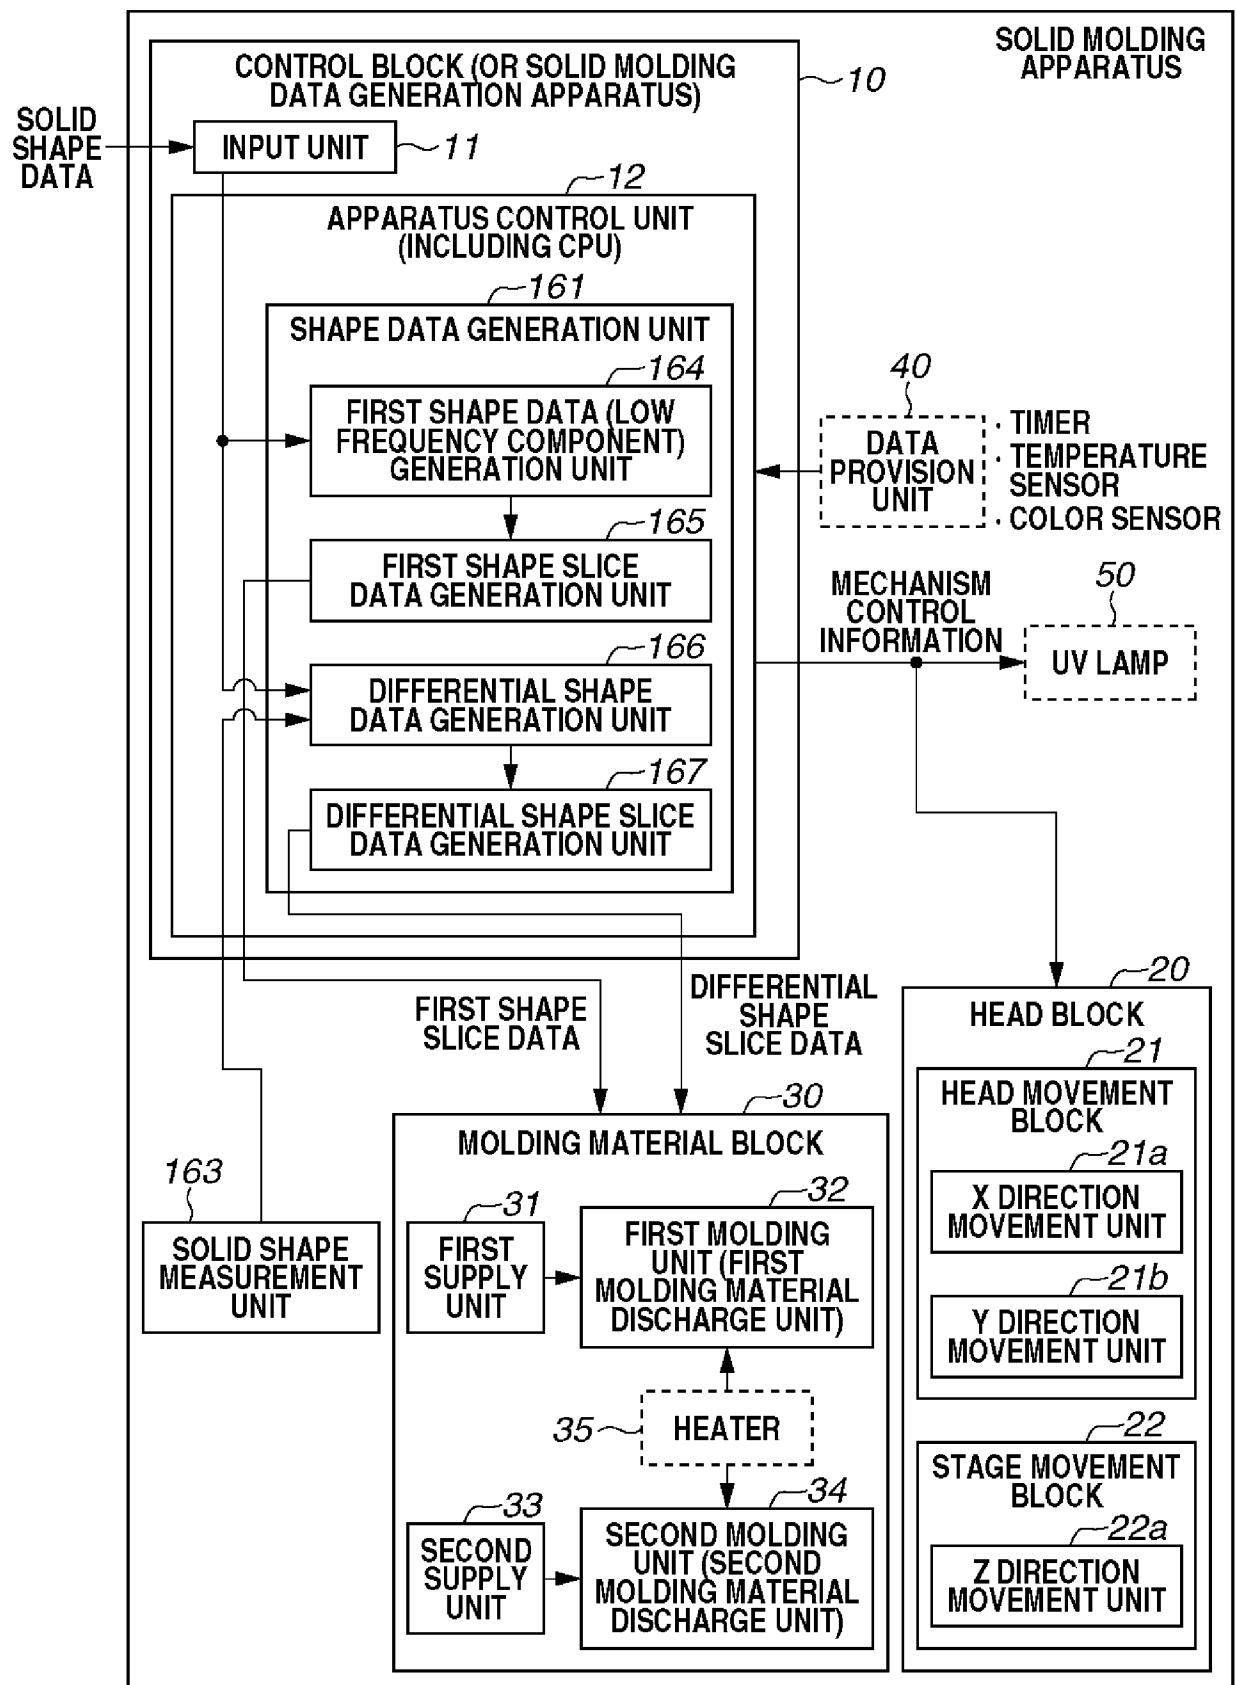 SOLID MOLDING
APPARATUS
CONTROL BLOCK (OR SOLID MOLDING
DATA GENERATION APPARATUS)
10
SOLID
SHAPE
DATA
INPUT UNIT
11
12
APPARATUS CONTROL UNIT
(INCLUDING CPU)
161
SHAPE DATA GENERATION UNIT
164
FIRST SHAPE DATA (LOW
FREQUENCY COMPONENT)
GENERATION UNIT
165
FIRST SHAPE SLICE
DATA GENERATION UNIT
166
DIFFERENTIAL SHAPE
DATA GENERATION UNIT
167
DIFFERENTIAL SHAPE SLICE
DATA GENERATION UNIT
40
DATA
PROVISION
UNIT
· TIMER
· TEMPERATURE
SENSOR
· COLOR SENSOR
MECHANISM
CONTROL
INFORMATION
50
UV LAMP
FIRST SHAPE
SLICE DATA
DIFFERENTIAL
SHAPE
SLICE DATA
20
HEAD BLOCK
21
HEAD MOVEMENT
BLOCK
21a
X DIRECTION
MOVEMENT UNIT
21b
Y DIRECTION
MOVEMENT UNIT
22
STAGE MOVEMENT
BLOCK
22a
Z DIRECTION
MOVEMENT UNIT
163
SOLID SHAPE
MEASUREMENT
UNIT
30
MOLDING MATERIAL BLOCK
31
FIRST
SUPPLY
UNIT
32
FIRST MOLDING
UNIT (FIRST
MOLDING MATERIAL
DISCHARGE UNIT)
35
HEATER
33
SECOND
SUPPLY
UNIT
34
SECOND MOLDING
UNIT (SECOND
MOLDING MATERIAL
DISCHARGE UNIT)